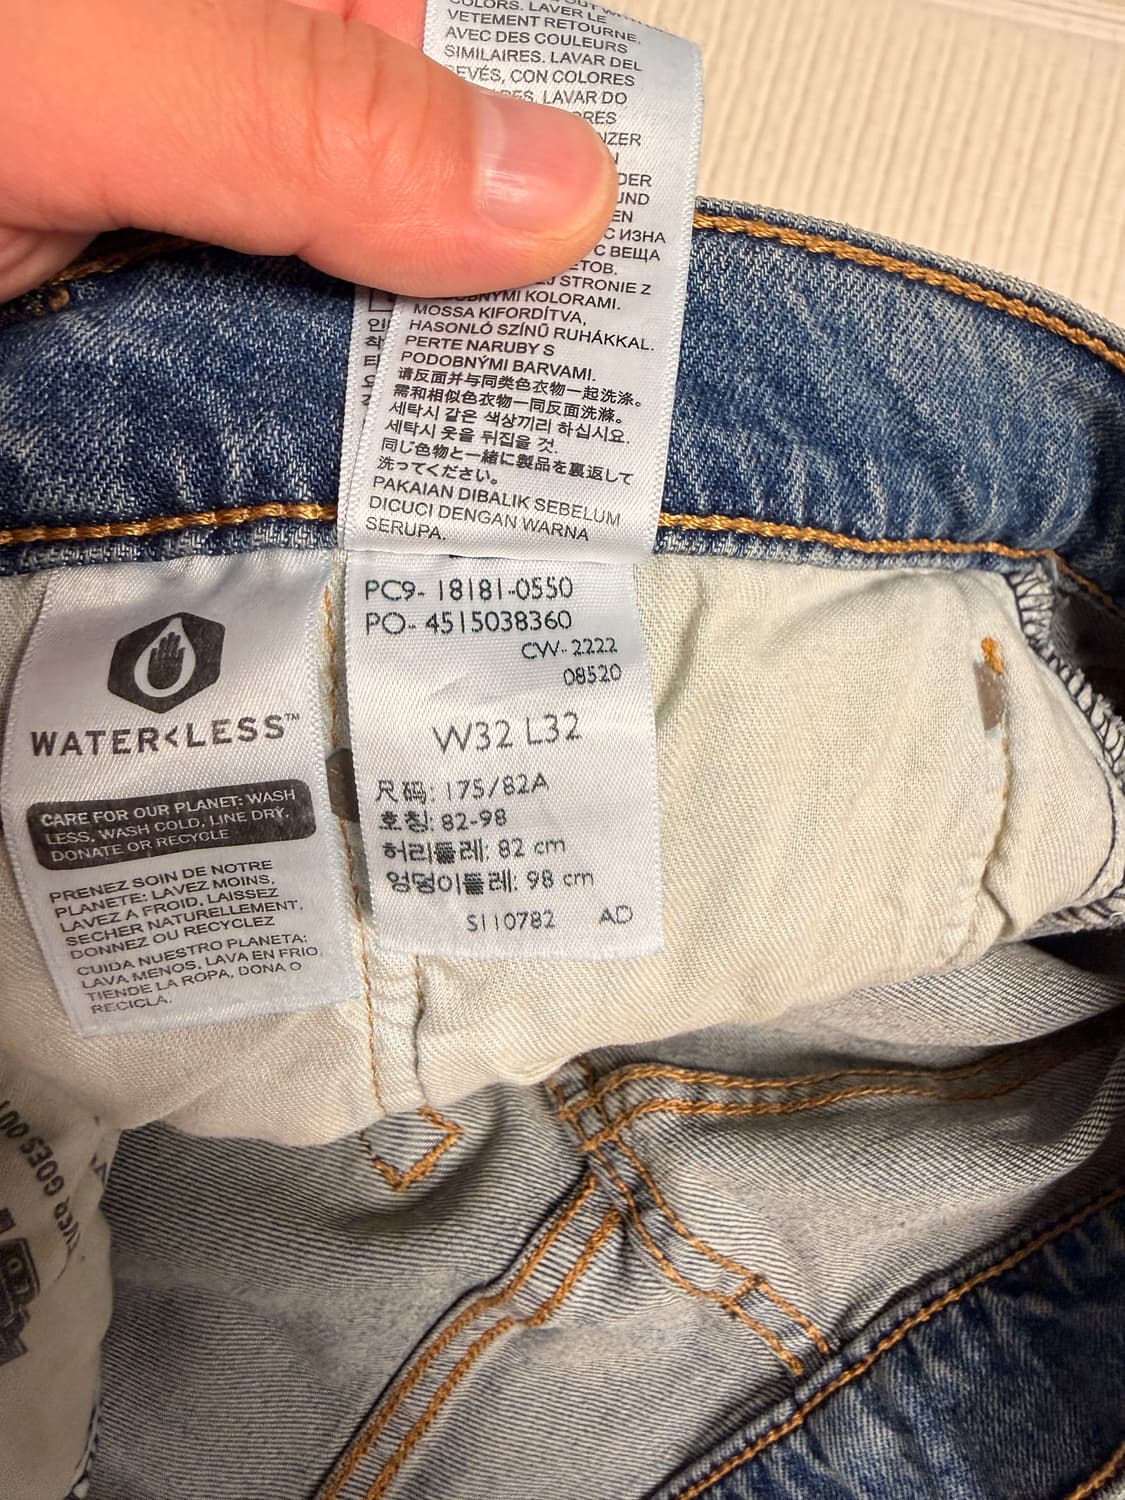 COLORS. LAVER LE
VETEMENT RETOURNE,
AVEC DES COULEURS
SIMILAIRES. LAVAR DEL
CON COLORES
LAVAR DO
C ИЗНА
С ВЕЩА
STRONIE Z
KOLORAMI.
MOSSA KIFORDÍTVA,
HASONLÓ SZÍNŰ RUHÁKKAL.
PERTE NARUBY S
PODOBNÝMI BARVAMI.
请反面并与同类色衣物一起洗涤。
需和相似色衣物一同反面洗滌。
세탁시 같은 색상끼리 하십시요.
세탁시 옷을 뒤집을 것.
同じ色物と一緒に製品を裏返して
洗ってください。
PAKAIAN DIBALIK SEBELUM
DICUCI DENGAN WARNA
SERUPA.
WATER<LESS™
CARE FOR OUR PLANET: WASH
LESS, WASH COLD, LINE DRY,
DONATE OR RECYCLE
PRENEZ SOIN DE NOTRE
PLANETE: LAVEZ MOINS,
LAVEZ A FROID, LAISSEZ
SECHER NATURELLEMENT,
DONNEZ OU RECYCLEZ
CUIDA NUESTRO PLANETA:
LAVA MENOS, LAVA EN FRIO,
TIENDE LA ROPA, DONA O
RECICLA.
PC9- 18181-0550
PO- 4515038360
CW-2222
08520
W32 L32
尺码: 175/82A
호칭: 82-98
허리둘레: 82 cm
엉덩이둘레: 98 cm
S110782 AD
GOES OUT